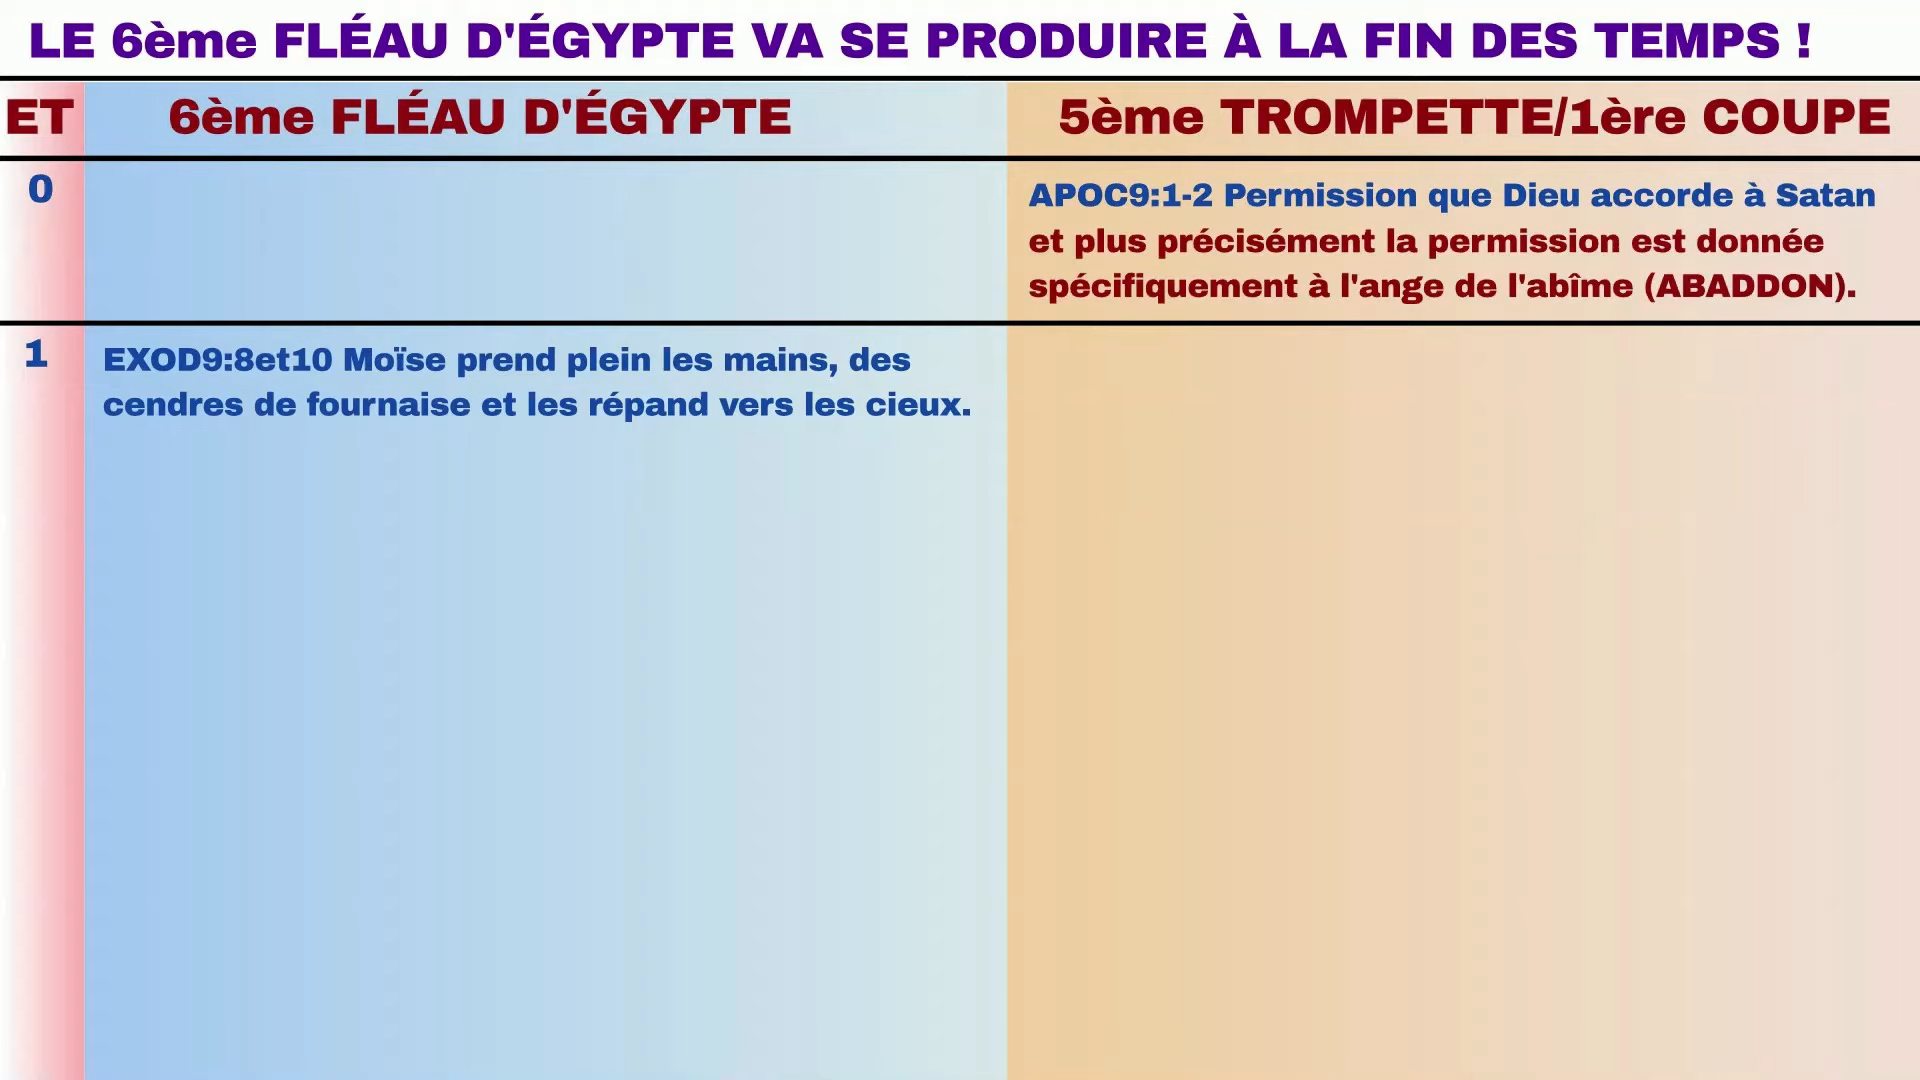 LE 6ème FLÉAU D'ÉGYPTE VA SE PRODUIRE À LA FIN DES TEMPS !
ET 6ème FLÉAU D'ÉGYPTE 5ème TROMPETTE/1ère COUPE
0
APOC9:1-2 Permission que Dieu accorde à Satan
et plus précisément la permission est donnée
spécifiquement à l'ange de l'abîme (ABADDON).
1
EXOD9:8et10 Moïse prend plein les mains, des
cendres de fournaise et les répand vers les cieux.